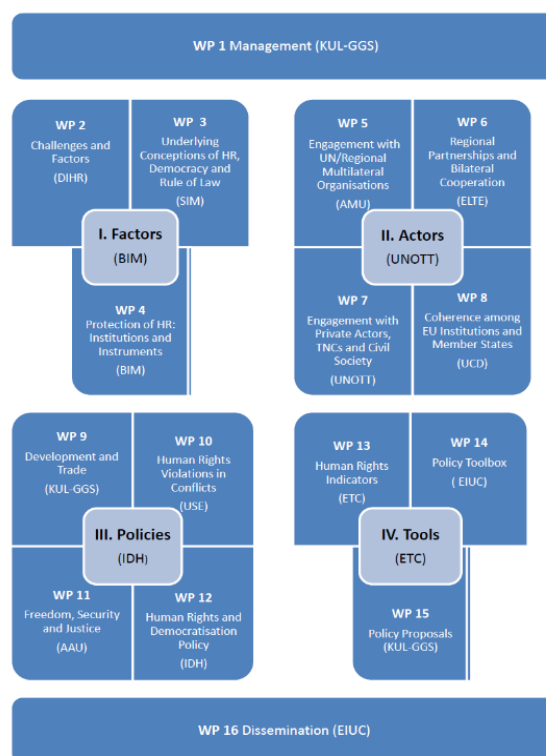 WP 1 Management (KUL-GGS)
WP 2
Challenges and
Factors
(DIHR)
WP 3
Underlying
Conceptions of HR,
Democracy and
Rule of Law
(SIM)
I. Factors
(BIM)
WP 4
Protection of HR:
Institutions and
Instruments
(BIM)
WP 5
Engagement with
UN/Regional
Multilateral
Organisations
(AMU)
WP 6
Regional
Partnerships and
Bilateral
Cooperation
(ELTE)
II. Actors
(UNOTT)
WP 7
Engagement with
Private Actors,
TNCs and Civil
Society
(UNOTT)
WP 8
Coherence among
EU Institutions and
Member States
(UCD)
WP 9
Development and
Trade
(KUL-GGS)
WP 10
Human Rights
Violations in
Conflicts
(USE)
III. Policies
(IDH)
WP 11
Freedom, Security
and Justice
(AAU)
WP 12
Human Rights and
Democratisation
Policy
(IDH)
WP 13
Human Rights
Indicators
(ETC)
WP 14
Policy Toolbox
( EIUC)
IV. Tools
(ETC)
WP 15
Policy Proposals
(KUL-GGS)
WP 16 Dissemination (EIUC)